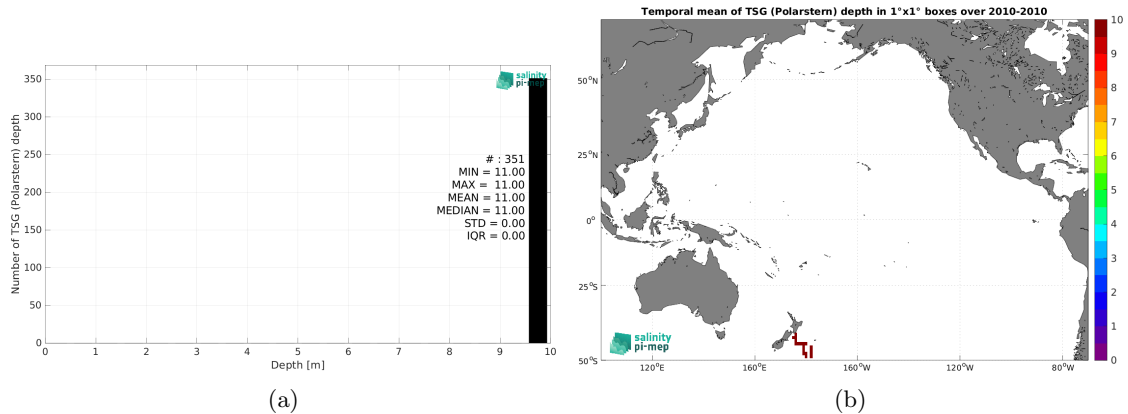 350
300
250
200
150
100
50
0
Number of TSG (Polarstern) depth
salinity
pi-mep
# : 351
MIN = 11.00
MAX = 11.00
MEAN = 11.00
MEDIAN = 11.00
STD = 0.00
IQR = 0.00
0 1 2 3 4 5 6 7 8 9 10
Depth [m]
(a)
Temporal mean of TSG (Polarstern) depth in 1°x1° boxes over 2010-2010
50°N
25°N
0°
25°S
50°S
salinity
pi-mep
120°E 160°E 160°W 120°W 80°W
10
9
8
7
6
5
4
3
2
1
0
(b)